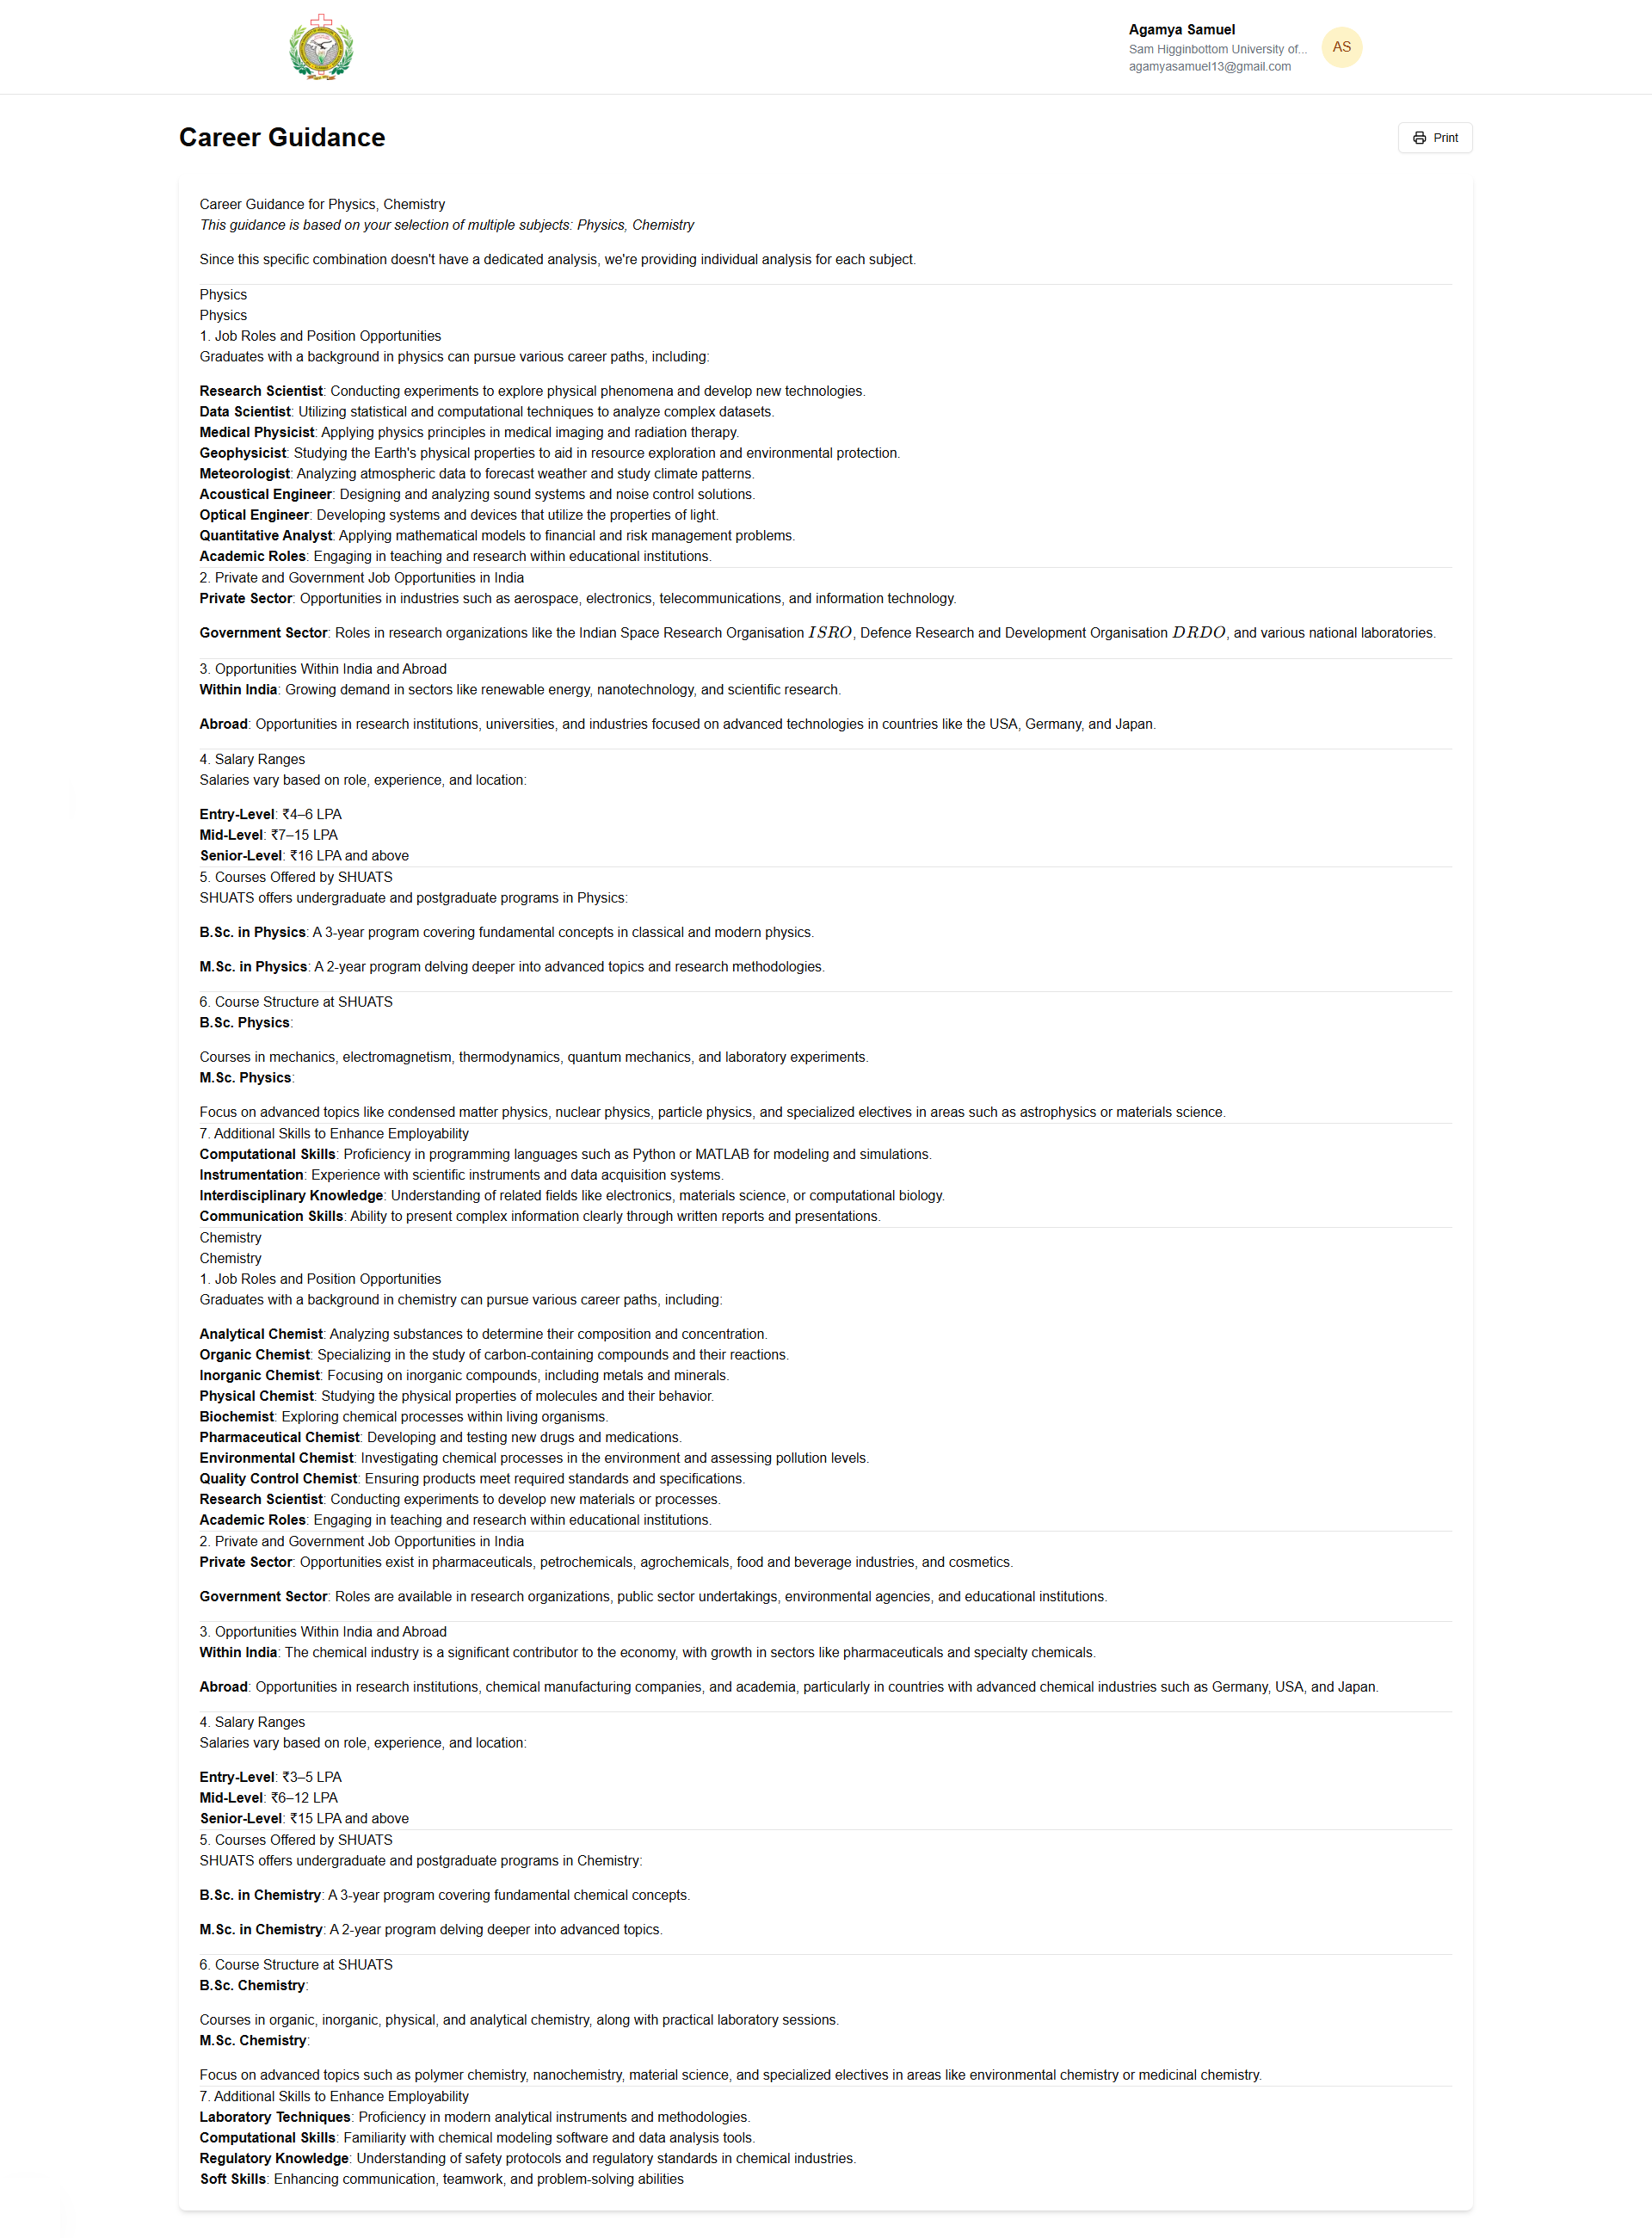 Agamya Samuel
Sam Higginbottom University of...
agamyasamuel13@gmail.com
AS
Career Guidance
Print
Career Guidance for Physics, Chemistry
This guidance is based on your selection of multiple subjects: Physics, Chemistry
Since this specific combination doesn't have a dedicated analysis, we're providing individual analysis for each subject.
Physics
Physics
1. Job Roles and Position Opportunities
Graduates with a background in physics can pursue various career paths, including:
Research Scientist: Conducting experiments to explore physical phenomena and develop new technologies.
Data Scientist: Utilizing statistical and computational techniques to analyze complex datasets.
Medical Physicist: Applying physics principles in medical imaging and radiation therapy.
Geophysicist: Studying the Earth's physical properties to aid in resource exploration and environmental protection.
Meteorologist: Analyzing atmospheric data to forecast weather and study climate patterns.
Acoustical Engineer: Designing and analyzing sound systems and noise control solutions.
Optical Engineer: Developing systems and devices that utilize the properties of light.
Quantitative Analyst: Applying mathematical models to financial and risk management problems.
Academic Roles: Engaging in teaching and research within educational institutions.
2. Private and Government Job Opportunities in India
Private Sector: Opportunities in industries such as aerospace, electronics, telecommunications, and information technology.
Government Sector: Roles in research organizations like the Indian Space Research Organisation ISRO, Defence Research and Development Organisation DRDO, and various national laboratories.
3. Opportunities Within India and Abroad
Within India: Growing demand in sectors like renewable energy, nanotechnology, and scientific research.
Abroad: Opportunities in research institutions, universities, and industries focused on advanced technologies in countries like the USA, Germany, and Japan.
4. Salary Ranges
Salaries vary based on role, experience, and location:
Entry-Level: ₹4–6 LPA
Mid-Level: ₹7–15 LPA
Senior-Level: ₹16 LPA and above
5. Courses Offered by SHUATS
SHUATS offers undergraduate and postgraduate programs in Physics:
B.Sc. in Physics: A 3-year program covering fundamental concepts in classical and modern physics.
M.Sc. in Physics: A 2-year program delving deeper into advanced topics and research methodologies.
6. Course Structure at SHUATS
B.Sc. Physics:
Courses in mechanics, electromagnetism, thermodynamics, quantum mechanics, and laboratory experiments.
M.Sc. Physics:
Focus on advanced topics like condensed matter physics, nuclear physics, particle physics, and specialized electives in areas such as astrophysics or materials science.
7. Additional Skills to Enhance Employability
Computational Skills: Proficiency in programming languages such as Python or MATLAB for modeling and simulations.
Instrumentation: Experience with scientific instruments and data acquisition systems.
Interdisciplinary Knowledge: Understanding of related fields like electronics, materials science, or computational biology.
Communication Skills: Ability to present complex information clearly through written reports and presentations.
Chemistry
Chemistry
1. Job Roles and Position Opportunities
Graduates with a background in chemistry can pursue various career paths, including:
Analytical Chemist: Analyzing substances to determine their composition and concentration.
Organic Chemist: Specializing in the study of carbon-containing compounds and their reactions.
Inorganic Chemist: Focusing on inorganic compounds, including metals and minerals.
Physical Chemist: Studying the physical properties of molecules and their behavior.
Biochemist: Exploring chemical processes within living organisms.
Pharmaceutical Chemist: Developing and testing new drugs and medications.
Environmental Chemist: Investigating chemical processes in the environment and assessing pollution levels.
Quality Control Chemist: Ensuring products meet required standards and specifications.
Research Scientist: Conducting experiments to develop new materials or processes.
Academic Roles: Engaging in teaching and research within educational institutions.
2. Private and Government Job Opportunities in India
Private Sector: Opportunities exist in pharmaceuticals, petrochemicals, agrochemicals, food and beverage industries, and cosmetics.
Government Sector: Roles are available in research organizations, public sector undertakings, environmental agencies, and educational institutions.
3. Opportunities Within India and Abroad
Within India: The chemical industry is a significant contributor to the economy, with growth in sectors like pharmaceuticals and specialty chemicals.
Abroad: Opportunities in research institutions, chemical manufacturing companies, and academia, particularly in countries with advanced chemical industries such as Germany, USA, and Japan.
4. Salary Ranges
Salaries vary based on role, experience, and location:
Entry-Level: ₹3–5 LPA
Mid-Level: ₹6–12 LPA
Senior-Level: ₹15 LPA and above
5. Courses Offered by SHUATS
SHUATS offers undergraduate and postgraduate programs in Chemistry:
B.Sc. in Chemistry: A 3-year program covering fundamental chemical concepts.
M.Sc. in Chemistry: A 2-year program delving deeper into advanced topics.
6. Course Structure at SHUATS
B.Sc. Chemistry:
Courses in organic, inorganic, physical, and analytical chemistry, along with practical laboratory sessions.
M.Sc. Chemistry:
Focus on advanced topics such as polymer chemistry, nanochemistry, material science, and specialized electives in areas like environmental chemistry or medicinal chemistry.
7. Additional Skills to Enhance Employability
Laboratory Techniques: Proficiency in modern analytical instruments and methodologies.
Computational Skills: Familiarity with chemical modeling software and data analysis tools.
Regulatory Knowledge: Understanding of safety protocols and regulatory standards in chemical industries.
Soft Skills: Enhancing communication, teamwork, and problem-solving abilities